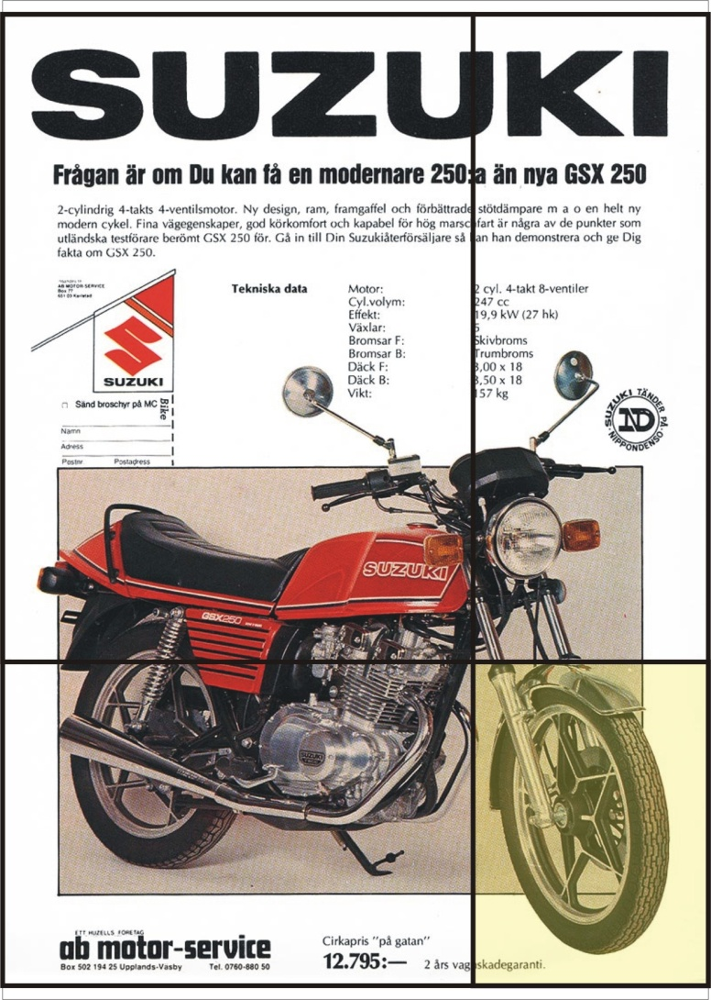 SUZUKI
Frågan är om Du kan få en modernare 250:a än nya GSX 250
2-cylindrig 4-takts 4-ventilsmotor. Ny design, ram, framgaffel och förbättrade stötdämpare m a o en helt ny
modern cykel. Fina vägegenskaper, god körkomfort och kapabel för hög marschfart är några av de punkter som
utländska testförare berömt GSX 250 för. Gå in till Din Suzukiåterförsäljare så kan han demonstrera och ge Dig
fakta om GSX 250.
AB MOTOR-SERVICE
Box 77
651 03 Karlstad
SUZUKI
Sänd broschyr på MC
Bike
Namn
Adress
Postnr Postadress
Tekniska data
Motor: 2 cyl. 4-takt 8-ventiler
Cyl.volym: 247 cc
Effekt: 19,9 kW (27 hk)
Växlar: 6
Bromsar F: Skivbroms
Bromsar B: Trumbroms
Däck F: 3,00 x 18
Däck B: 3,50 x 18
Vikt: 157 kg
SUZUKI TÄNDER PÅ
ND
NIPPONDENSO
SUZUKI
GSX250
SUZUKI
ETT HUZELLS FÖRETAG
ab motor-service
Box 502 194 25 Upplands-Väsby Tel. 0760-880 50
Cirkapris "på gatan"
12.795:— 2 års vagnskadegaranti.